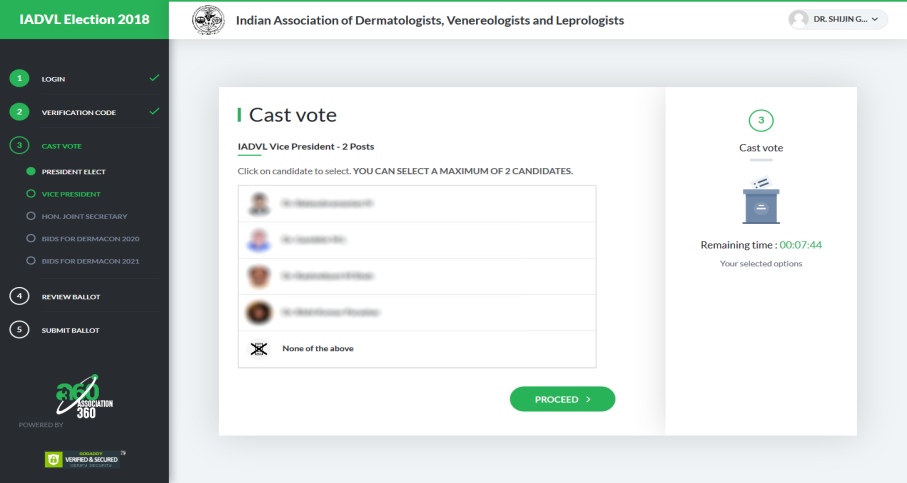 IADVL Election 2018
Indian Association of Dermatologists, Venereologists and Leprologists
DR. SHIJIN G...
1 LOGIN
2 VERIFICATION CODE
3 CAST VOTE
PRESIDENT ELECT
VICE PRESIDENT
HON. JOINT SECRETARY
BIDS FOR DERMACON 2020
BIDS FOR DERMACON 2021
4 REVIEW BALLOT
5 SUBMIT BALLOT
360
ASSOCIATION
360
POWERED BY
GODADDY
VERIFIED & SECURED
VERIFY SECURITY
Cast vote
IADVL Vice President - 2 Posts
Click on candidate to select. YOU CAN SELECT A MAXIMUM OF 2 CANDIDATES.
None of the above
PROCEED >
3
Cast vote
Remaining time : 00:07:44
Your selected options